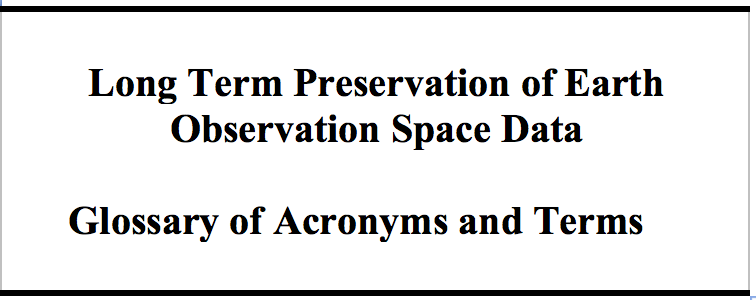 Long Term Preservation of Earth
Observation Space Data
Glossary of Acronyms and Terms